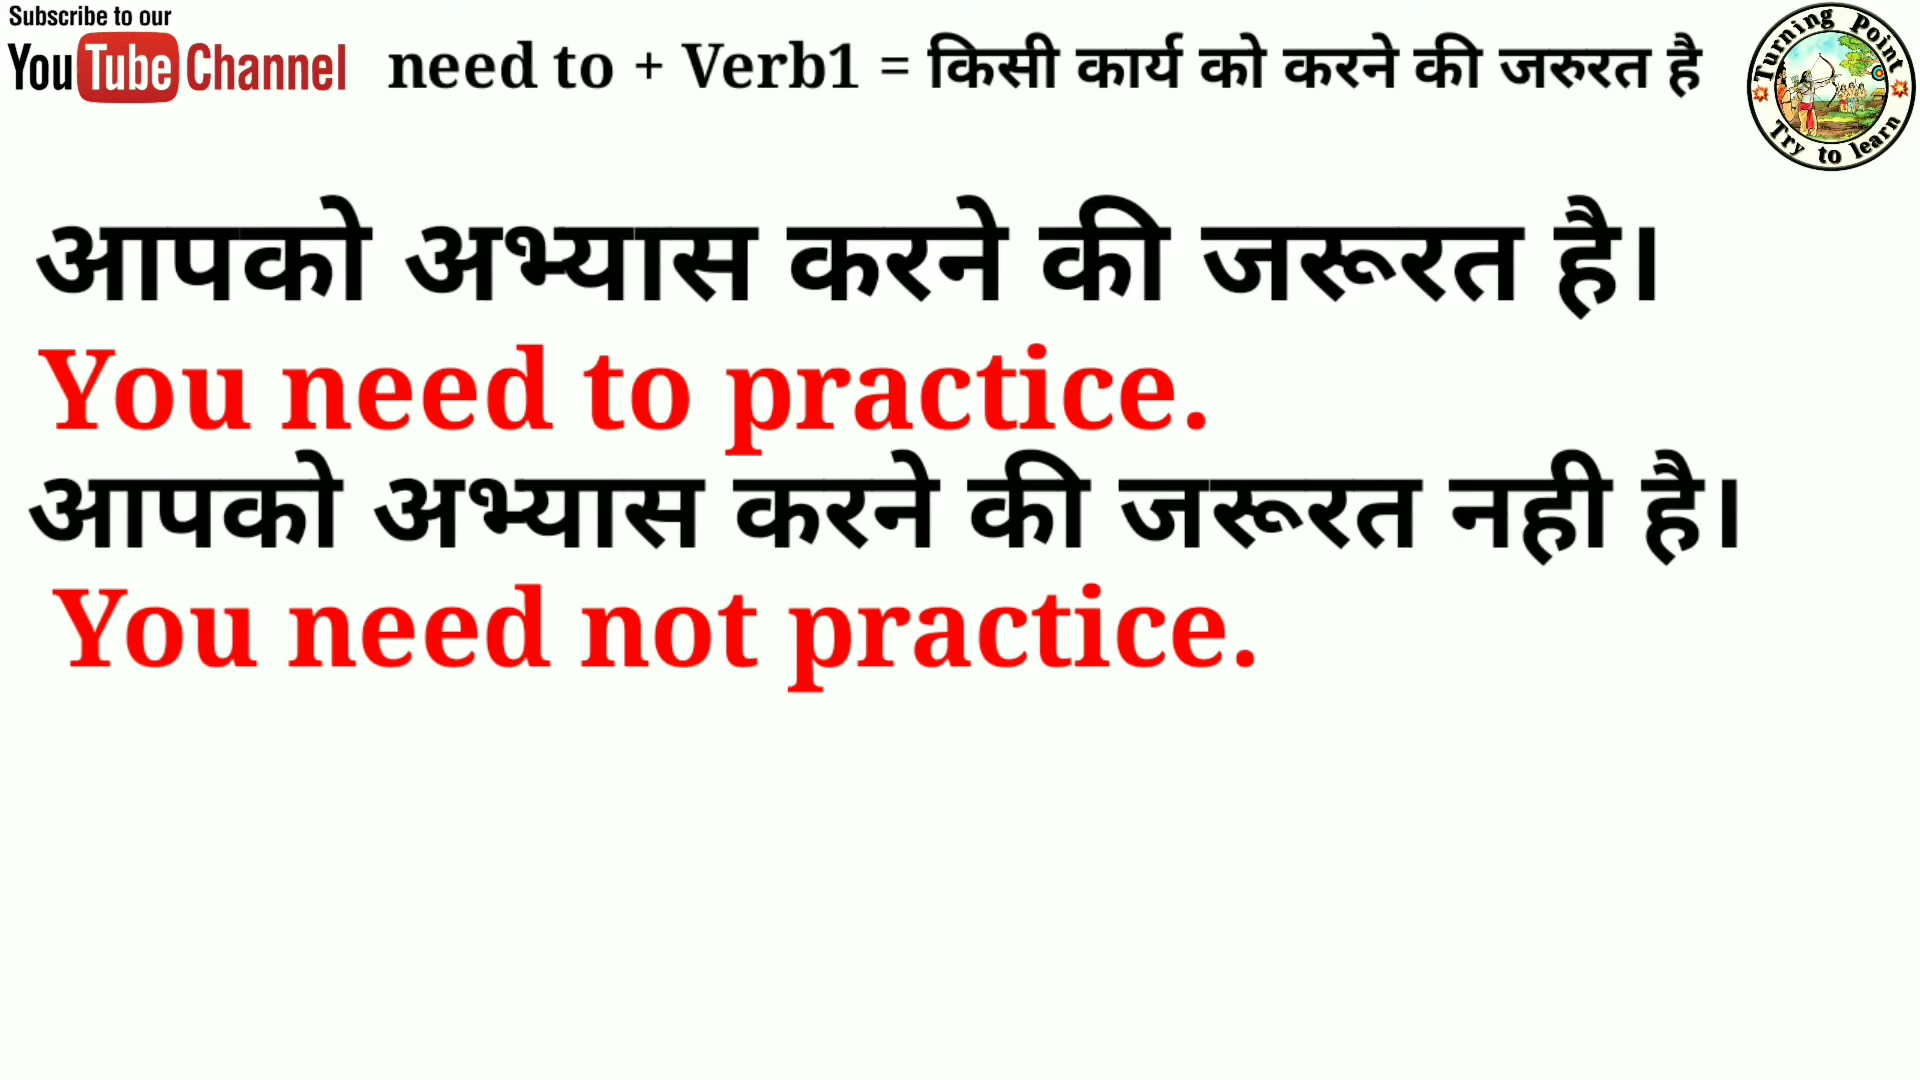 Subscribe to our
YouTube Channel
need to + Verb1 = किसी कार्य को करने की जरुरत है
Turning Point
Try to learn
आपको अभ्यास करने की जरूरत है।
You need to practice.
आपको अभ्यास करने की जरूरत नही है।
You need not practice.